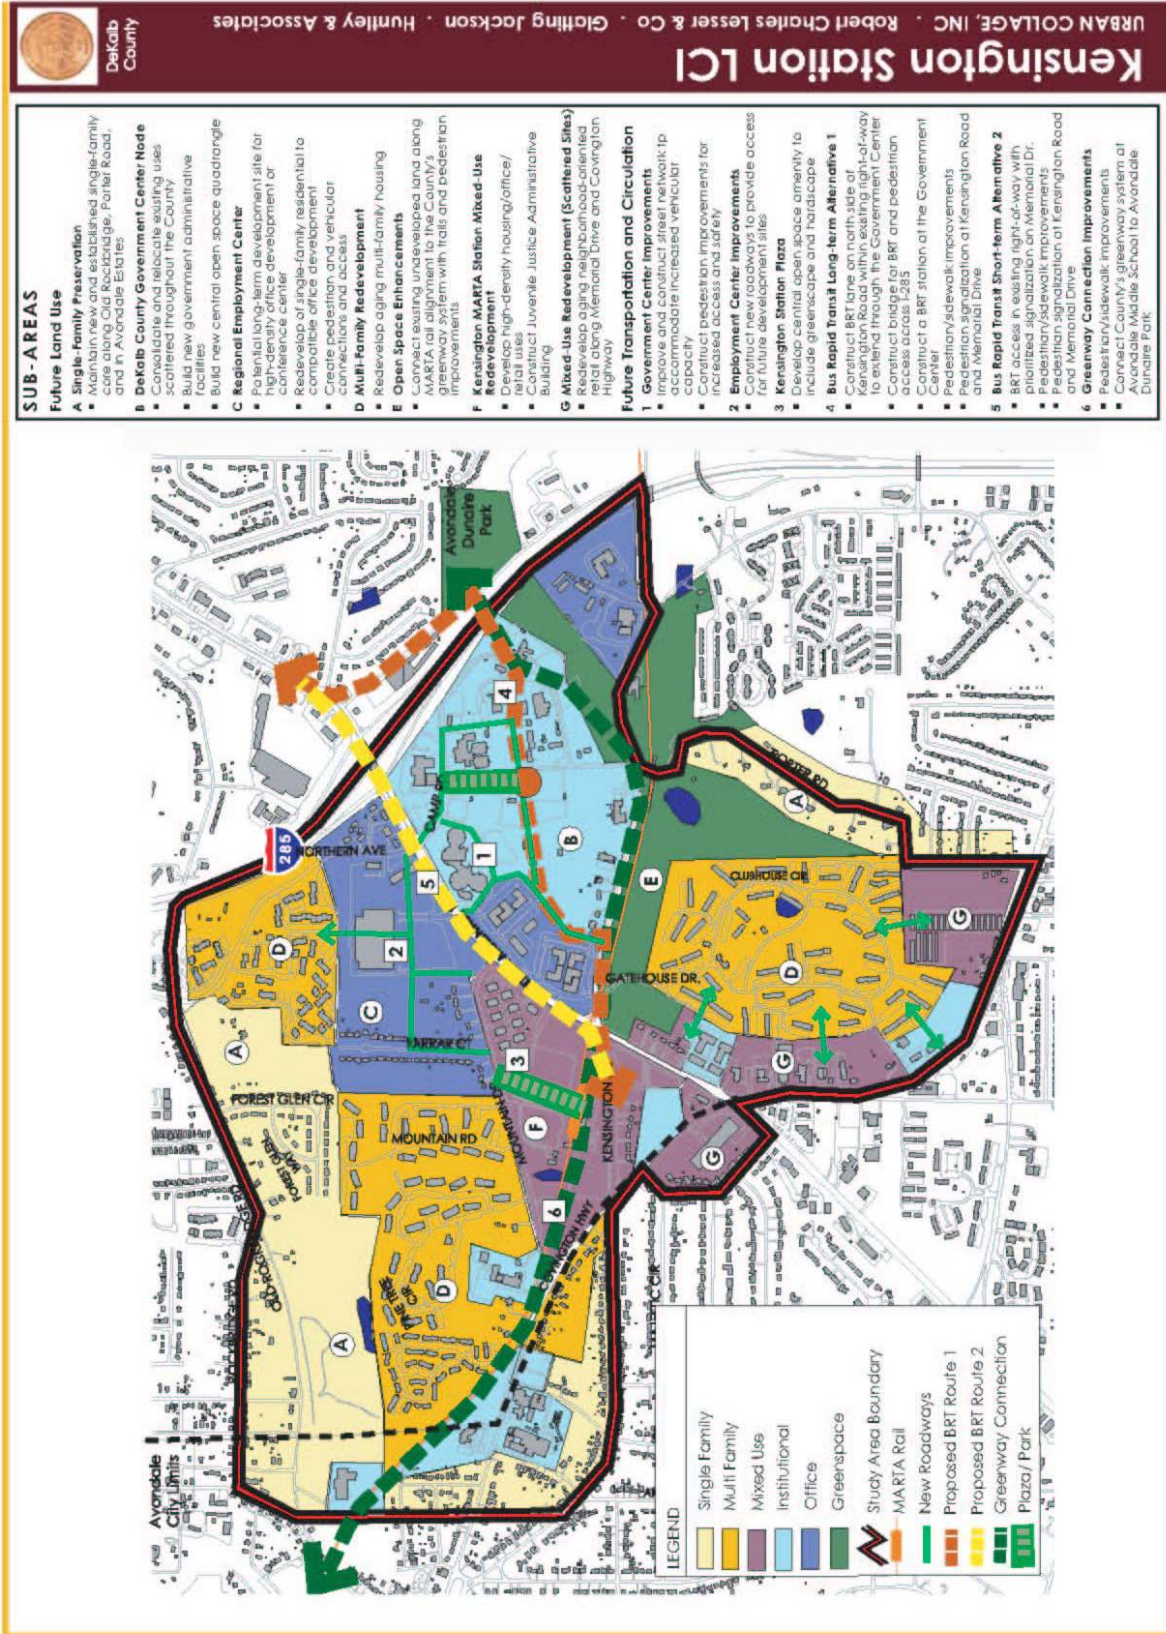 Kensington Station LCI
URBAN COLLAGE, INC . Robert Charles Lesser & Co . Glatting Jackson . Huntley & Associates
DeKalb
County
SUB-AREAS
Future Land Use
A Single-Family Preservation
▪ Maintain new and established single-family
core along Old Rockbridge, Porter Road,
and in Avondale Estates
B DeKalb County Government Center Node
▪ Consolidate and relocate existing uses
scattered throughout the County
▪ Build new government administrative
facilities
▪ Build new central open space quadrangle
C Regional Employment Center
▪ Potential long-term development site for
high-density office development or
conference center
▪ Redevelop of single-family residential to
compatible office development
▪ Create pedestrian and vehicular
connections and access
D Multi-Family Redevelopment
▪ Redevelop aging multi-family housing
E Open Space Enhancements
▪ Connect existing undeveloped land along
MARTA rail alignment to the County's
greenway system with trails and pedestrian
improvements
F Kensington MARTA Station Mixed-Use
Redevelopment
▪ Develop high-density housing/office/
retail uses
▪ Construct Juvenile Justice Administrative
Building
G Mixed-Use Redevelopment (Scattered Sites)
▪ Redevelop aging neighborhood-oriented
retail along Memorial Drive and Covington
Highway
Future Transportation and Circulation
1 Government Center Improvements
▪ Improve and construct street network to
accommodate increased vehicular
capacity
▪ Construct pedestrian improvements for
increased access and safety
2 Employment Center Improvements
▪ Construct new roadways to provide access
for future development sites
3 Kensington Station Plaza
▪ Develop central open space amenity to
include greenscape and hardscape
4 Bus Rapid Transit Long-term Alternative 1
▪ Construct BRT lane on north side of
Kensington Road within existing right-of-way
to extend through the Government Center
▪ Construct bridge for BRT and pedestrian
access across I-285
▪ Construct a BRT station at the Government
Center
▪ Pedestrian/sidewalk improvements
▪ Pedestrian signalization at Kensington Road
and Memorial Drive
5 Bus Rapid Transit Short-term Alternative 2
▪ BRT access in existing right-of-way with
prioritized signalization on Memorial Dr.
▪ Pedestrian/sidewalk improvements
▪ Pedestrian signalization at Kensington Road
and Memorial Drive
6 Greenway Connection Improvements
▪ Pedestrian/sidewalk improvements
▪ Connect County's greenway system at
Avondale Middle School to Avondale
Dunaire Park
Avondale
Dunaire
Park
285
NORTHERN AVE
CAMP DR
PORTER RD
CLUBHOUSE CIR
GATEHOUSE DR.
FARRAR CT
FOREST GLEN CIR
FOREST GLEN
WAY
MOUNTAIN RD
KENSINGTON
COVINGTON HWY
PINE TREE
CIR
A
A
A
B
C
D
D
D
E
F
G
G
G
1
2
3
4
5
6
Avondale
City Limits
LEGEND
Single Family
Multi Family
Mixed Use
Institutional
Office
Greenspace
Study Area Boundary
MARTA Rail
New Roadways
Proposed BRT Route 1
Proposed BRT Route 2
Greenway Connection
Plaza/ Park